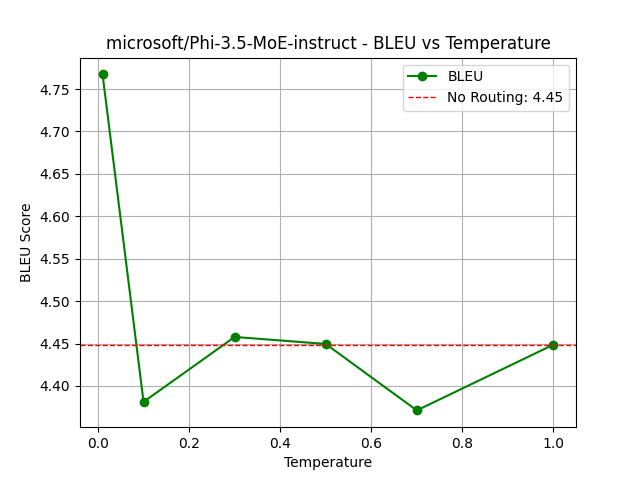 microsoft/Phi-3.5-MoE-instruct - BLEU vs Temperature
BLEU
No Routing: 4.45
BLEU Score
4.75
4.70
4.65
4.60
4.55
4.50
4.45
4.40
0.0 0.2 0.4 0.6 0.8 1.0
Temperature